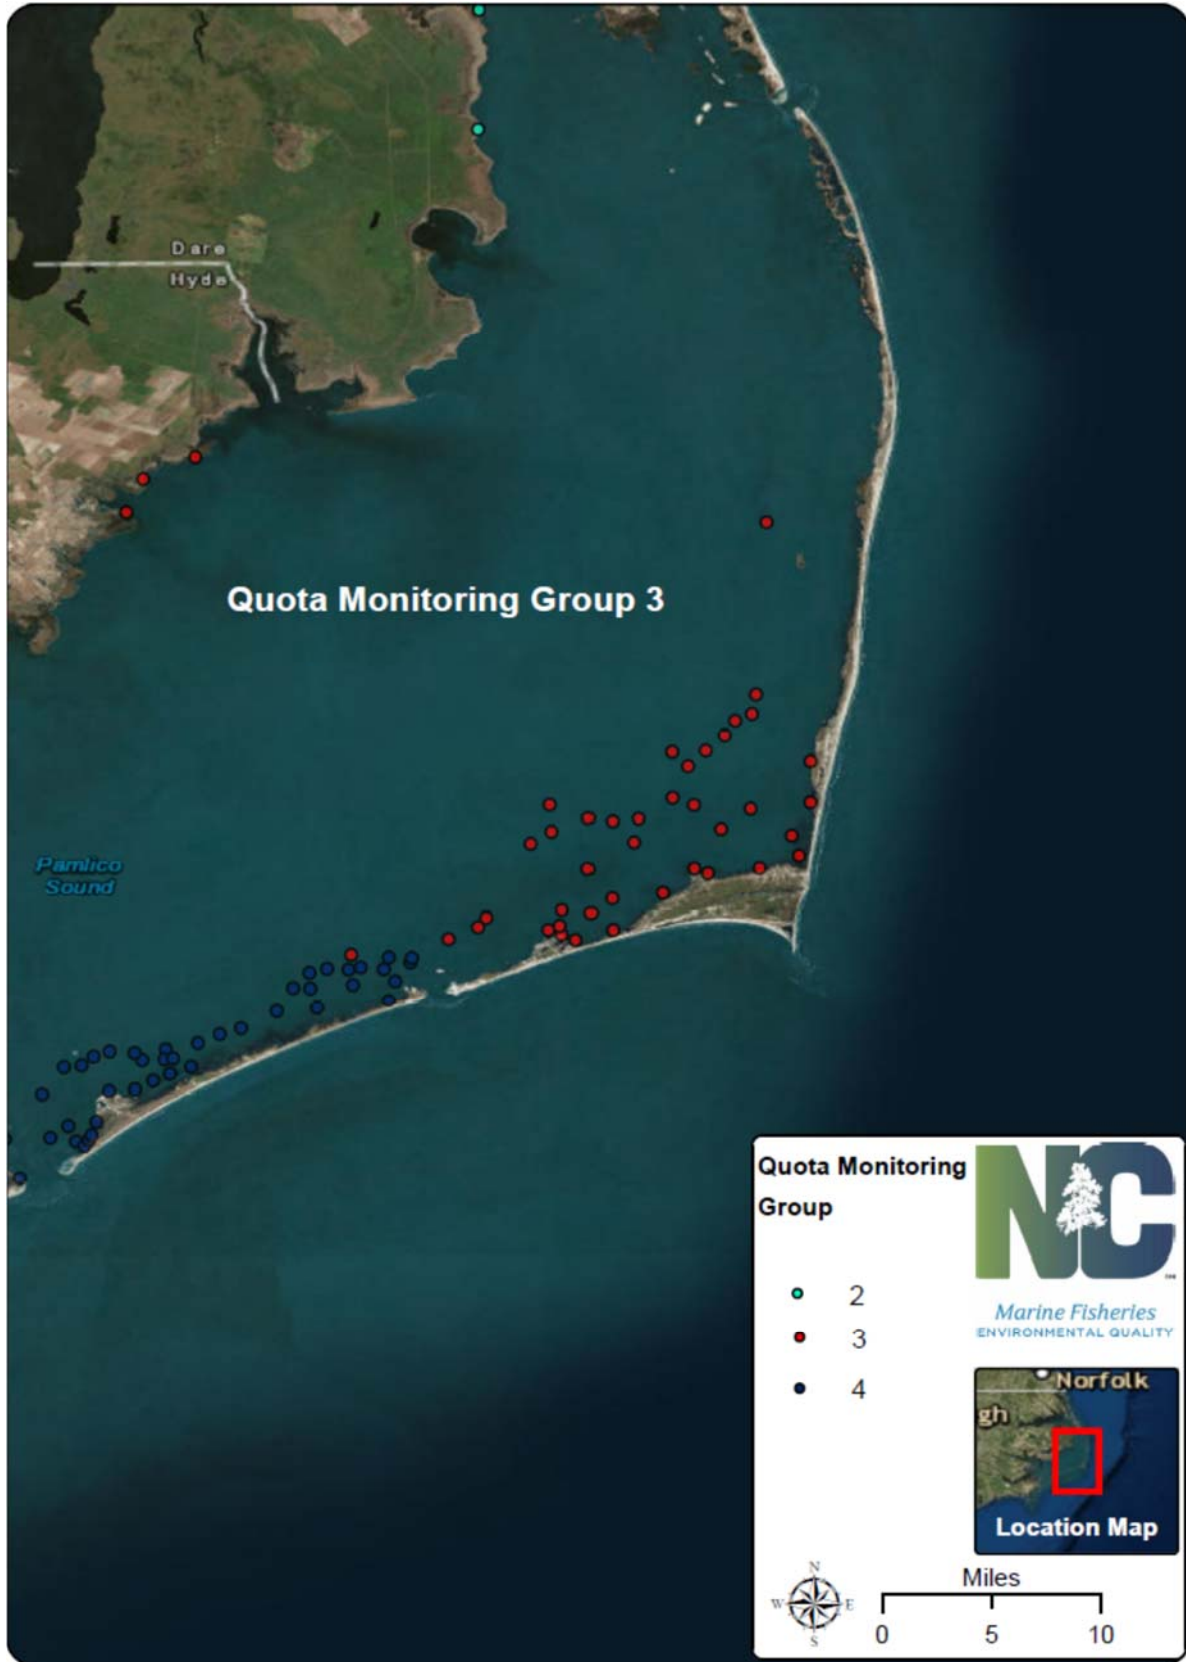 Dare
Hyde
Quota Monitoring Group 3
Pamlico
Sound
Quota Monitoring
Group
2
3
4
NC
Marine Fisheries
ENVIRONMENTAL QUALITY
Norfolk
gh
Location Map
N
W E
S
Miles
0 5 10